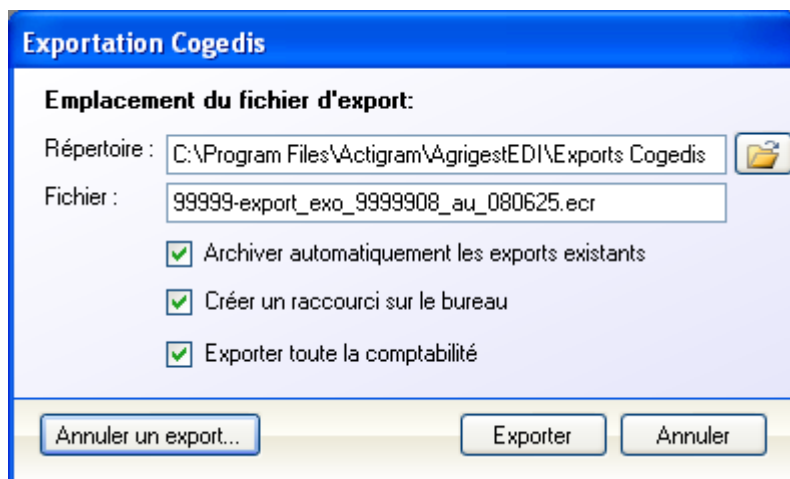 Exportation Cogedis
Emplacement du fichier d'export:
Répertoire : C:\Program Files\Actigram\AgrigestEDI\Exports Cogedis
Fichier : 99999-export_exo_9999908_au_080625.ecr
Archiver automatiquement les exports existants
Créer un raccourci sur le bureau
Exporter toute la comptabilité
Annuler un export... Exporter Annuler